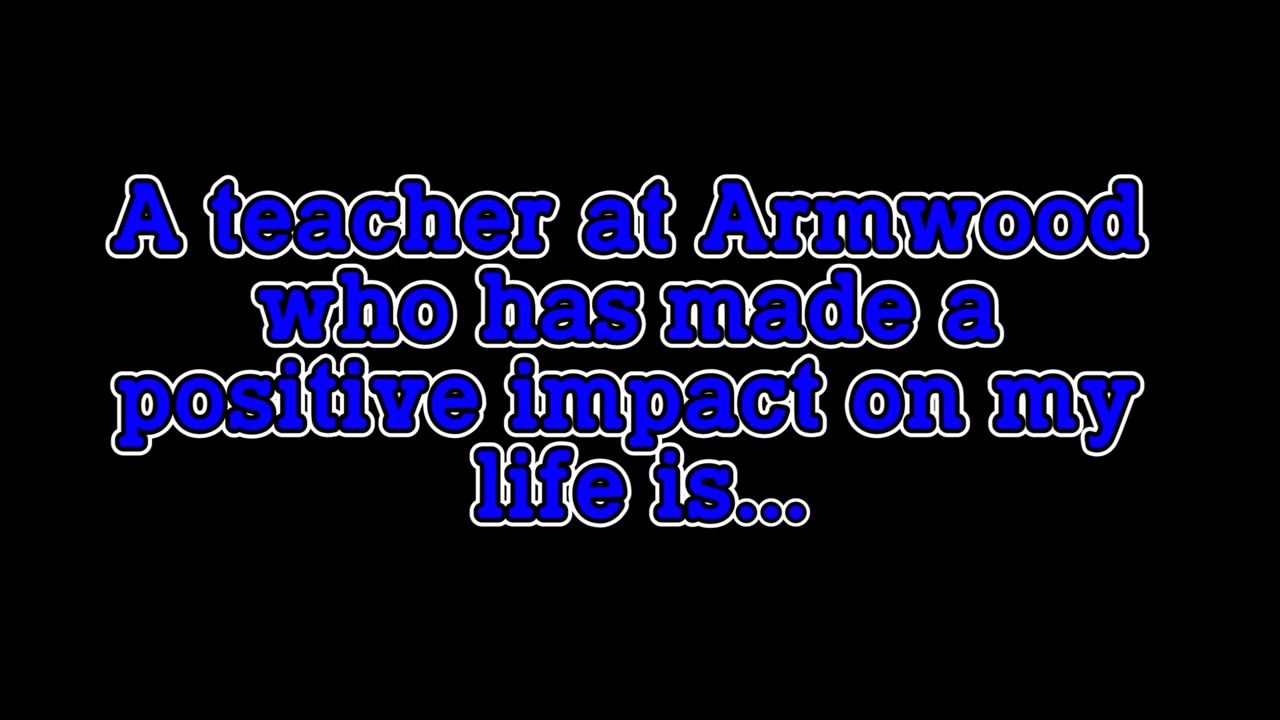 A teacher at Armwood
who has made a
positive impact on my
life is...